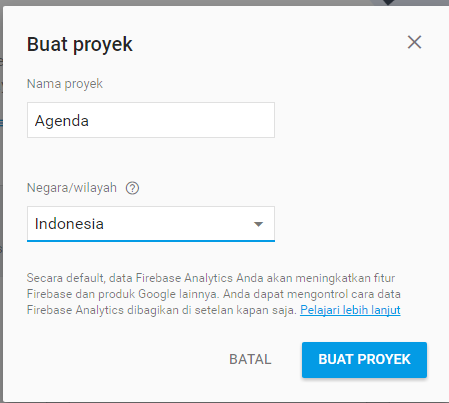 Buat proyek
Nama proyek
Agenda
Negara/wilayah
Indonesia
Secara default, data Firebase Analytics Anda akan meningkatkan fitur
Firebase dan produk Google lainnya. Anda dapat mengontrol cara data
Firebase Analytics dibagikan di setelan kapan saja. Pelajari lebih lanjut
BATAL BUAT PROYEK